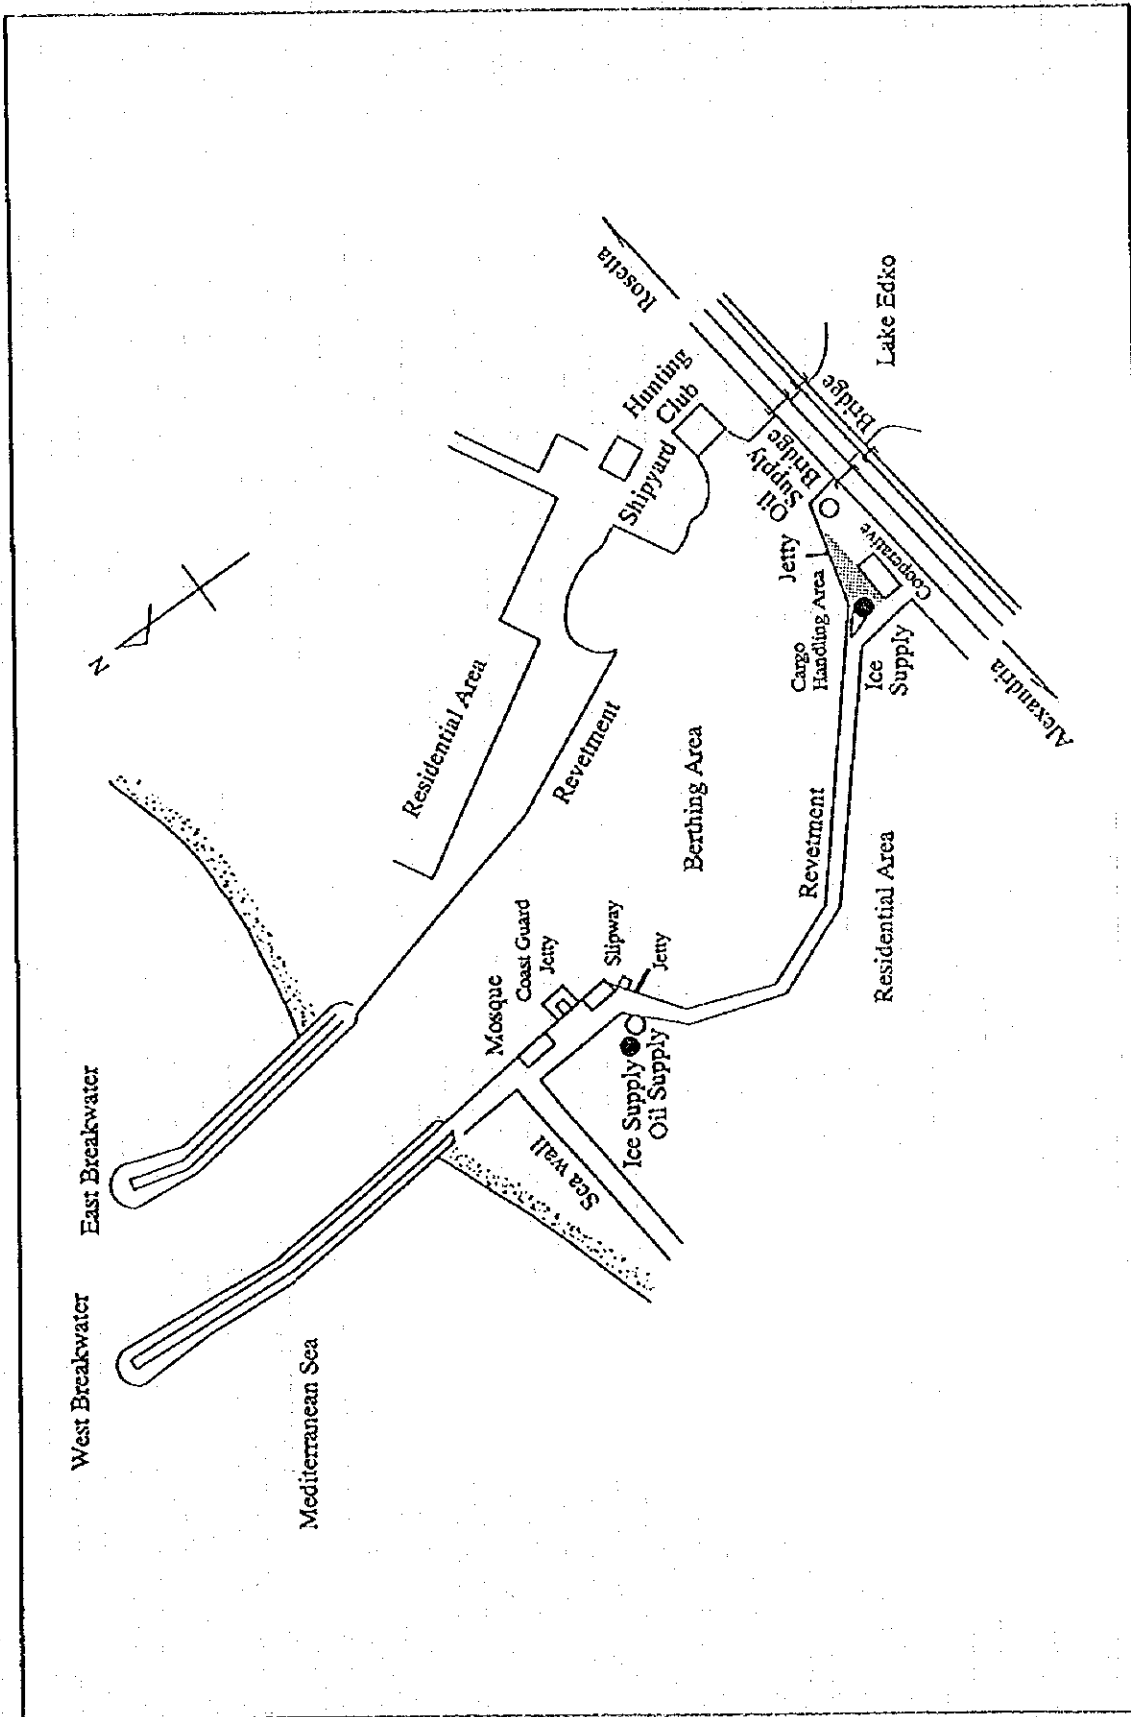 West Breakwater
East Breakwater
Mediterranean Sea
N
Residential Area
Revetment
Mosque
Coast Guard
Jetty
Slipway
Jetty
Ice Supply
Oil Supply
Sea wall
Berthing Area
Revetment
Residential Area
Shipyard
Hunting
Club
Rosetta
Oil
Supply
Bridge
Bridge
Lake Edko
Jetty
Cargo
Handling Area
Cooperative
Ice
Supply
Alexandria